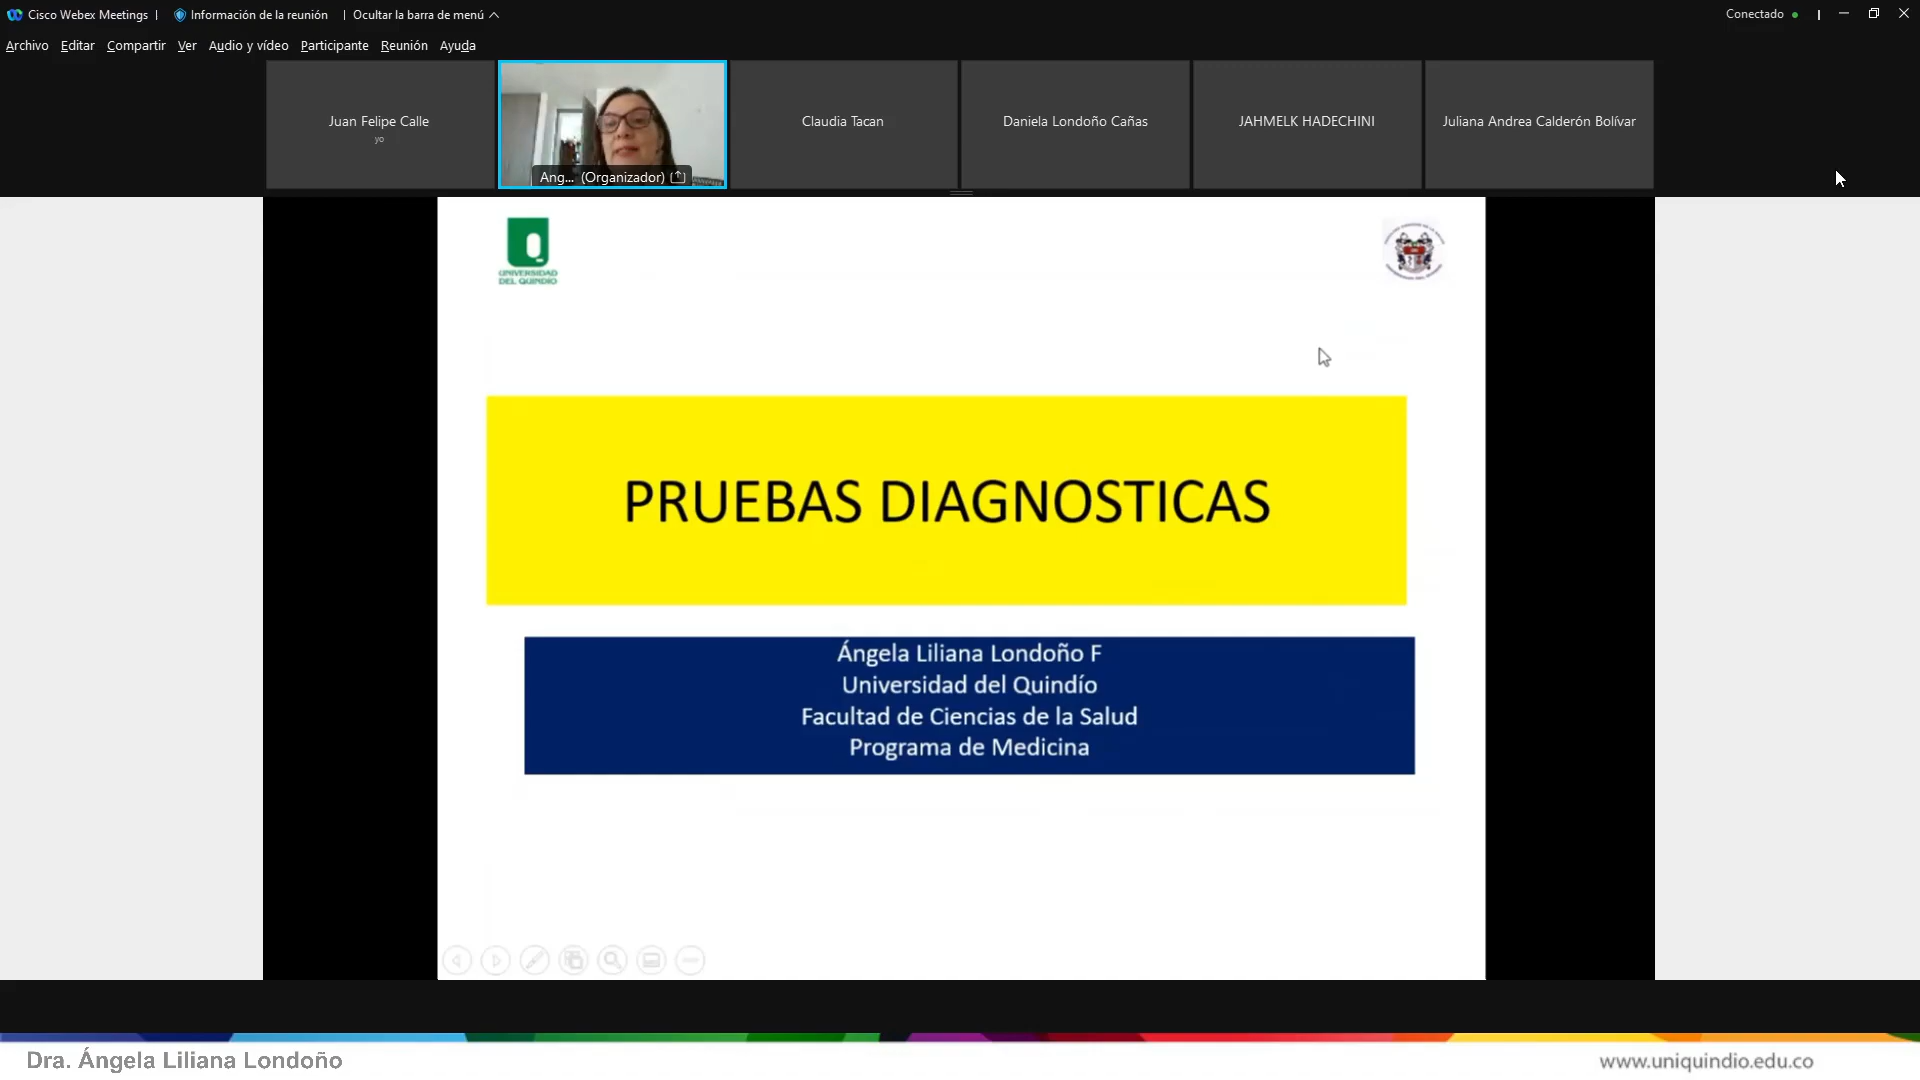 Cisco Webex Meetings | Información de la reunión | Ocultar la barra de menú
Conectado
Archivo Editar Compartir Ver Audio y vídeo Participante Reunión Ayuda
Juan Felipe Calle
yo
Ang... (Organizador)
Claudia Tacan
Daniela Londoño Cañas
JAHMELK HADECHINI
Juliana Andrea Calderón Bolívar
UNIVERSIDAD
DEL QUINDÍO
PRUEBAS DIAGNOSTICAS
Ángela Liliana Londoño F
Universidad del Quindío
Facultad de Ciencias de la Salud
Programa de Medicina
Dra. Ángela Liliana Londoño
www.uniquindio.edu.co